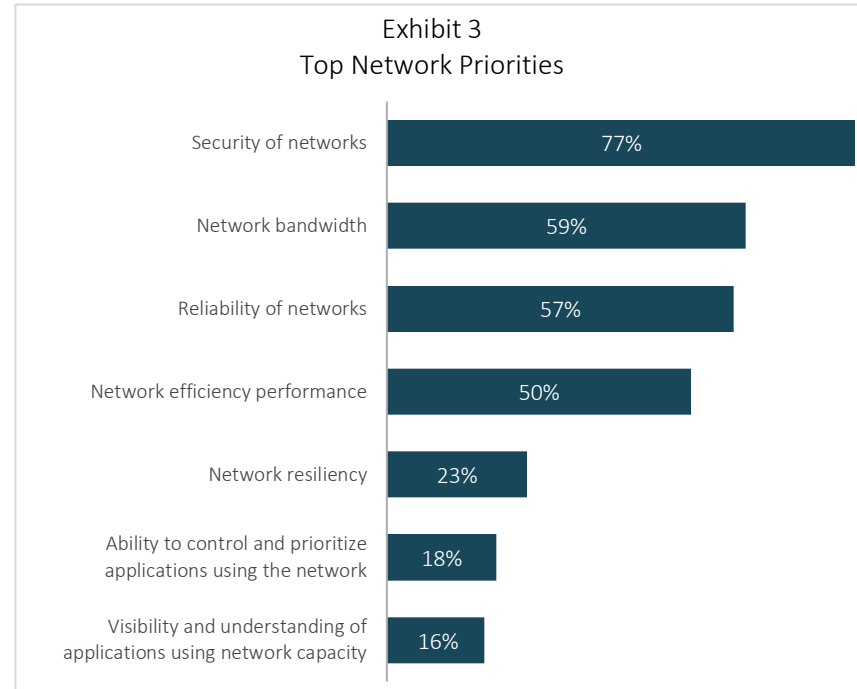 Exhibit 3
Top Network Priorities
Security of networks
77%
Network bandwidth
59%
Reliability of networks
57%
Network efficiency performance
50%
Network resiliency
23%
Ability to control and prioritize
applications using the network
18%
Visibility and understanding of
applications using network capacity
16%